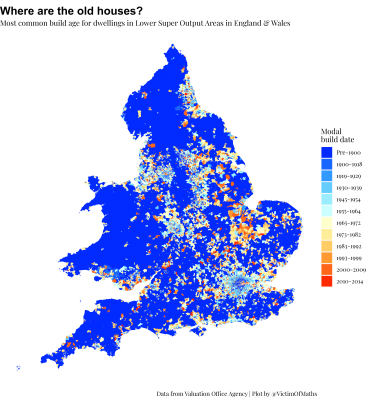 Where are the old houses?
Most common build age for dwellings in Lower Super Output Areas in England & Wales
Modal
build date
Pre-1900
1900-1918
1919-1929
1930-1939
1945-1954
1955-1964
1965-1972
1973-1982
1983-1992
1993-1999
2000-2009
2010-2014
Data from Valuation Office Agency | Plot by @VictimOfMaths